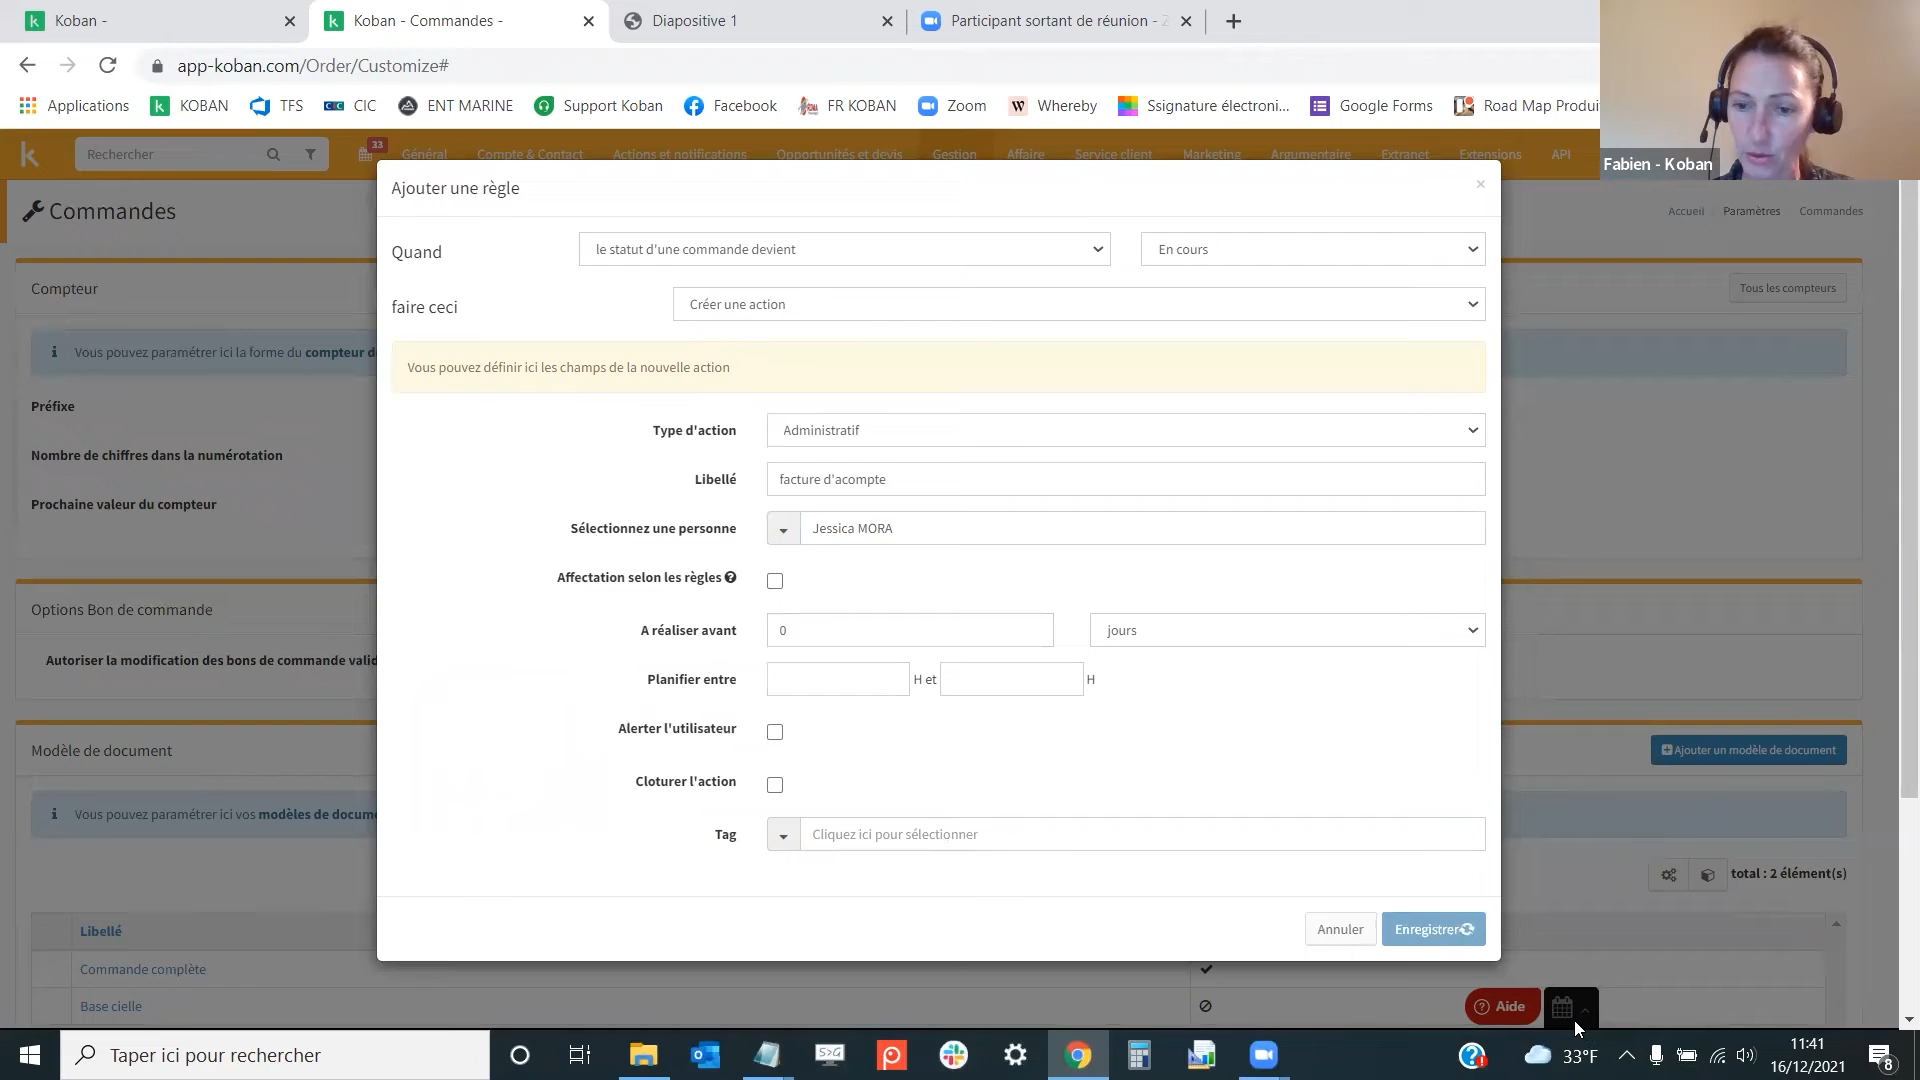 Koban -
Koban - Commandes -
Diapositive 1
Participant sortant de réunion - Z
app-koban.com/Order/Customize#
Applications
KOBAN
TFS
CIC
ENT MARINE
Support Koban
Facebook
FR KOBAN
Zoom
Whereby
Ssignature électroni...
Google Forms
Road Map Produi
Fabien - Koban
Rechercher
33
Général
Compte & Contact
Actions et notifications
Opportunités et devis
Gestion
Affaire
Service client
Marketing
Argumentaire
Extranet
Extensions
API
Commandes
Accueil
Paramètres
Commandes
Ajouter une règle
×
Quand
le statut d'une commande devient
En cours
faire ceci
Créer une action
Vous pouvez définir ici les champs de la nouvelle action
Type d'action
Administratif
Libellé
facture d'acompte
Sélectionnez une personne
Jessica MORA
Affectation selon les règles
A réaliser avant
0
jours
Planifier entre
H et
H
Alerter l'utilisateur
Cloturer l'action
Tag
Cliquez ici pour sélectionner
Annuler
Enregistrer
Compteur
Tous les compteurs
Vous pouvez paramétrer ici la forme du compteur d
Préfixe
Nombre de chiffres dans la numérotation
Prochaine valeur du compteur
Options Bon de commande
Autoriser la modification des bons de commande valid
Modèle de document
Ajouter un modèle de document
Vous pouvez paramétrer ici vos modèles de docume
total : 2 élément(s)
Libellé
Commande complète
Base cielle
Aide
Taper ici pour rechercher
33°F
11:41
16/12/2021
8